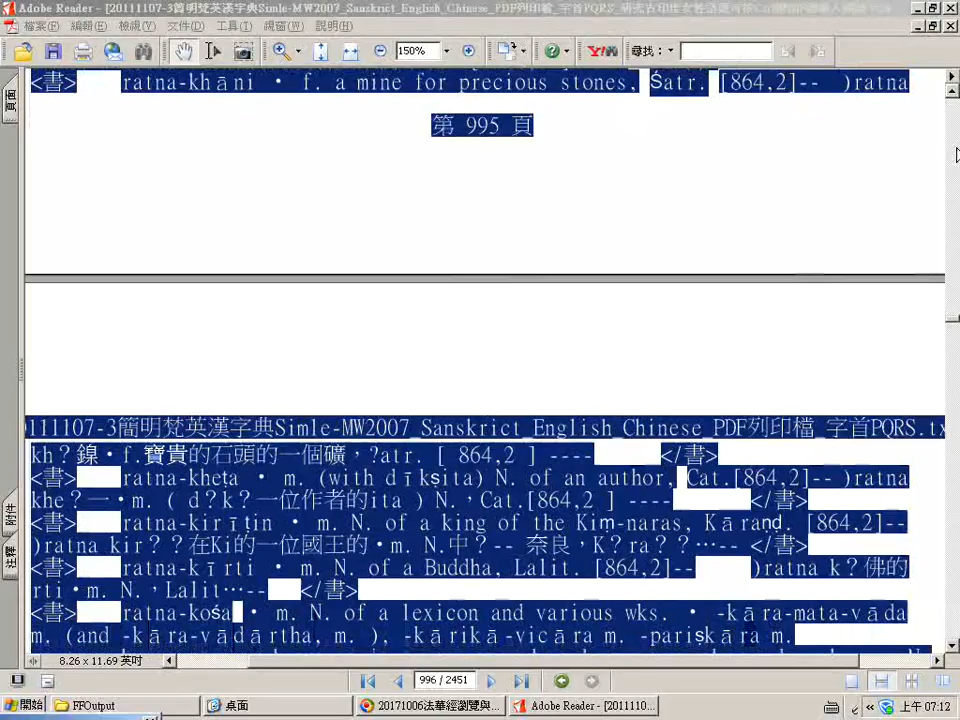 Adobe Reader - [20111107-3簡明梵英漢字典Simle-MW2007_Sanskrict_English_Chinese_PDF列印檔_字首PQRS
檔案(F) 編輯(E) 檢視(V) 文件(D) 工具(T) 視窗(W) 說明(H)
150% 尋找:
頁面
<書> ratna-khāni ‧ f. a mine for precious stones, Śatr. [864,2]-- )ratna
第 995 頁
111107-3簡明梵英漢字典Simle-MW2007_Sanskrict_English_Chinese_PDF列印檔_字首PQRS.tx
kh？鎳‧f.寶貴的石頭的一個礦，?atr. [ 864,2 ] ---- </書>
<書> ratna-kheṭa ‧ m. (with dīkṣita) N. of an author, Cat.[864,2]-- )ratna
khe？一‧m. ( d？k？一位作者的ita ) N.，Cat.[864,2 ] ---- </書>
<書> ratna-kirīṭin ‧ m. N. of a king of the Kiṃ-naras, Kāraṇḍ. [864,2]--
)ratna kir？？在Ki的一位國王的‧m. N.中？-- 奈良，K？ra？？…-- </書>
<書> ratna-kīrti ‧ m. N. of a Buddha, Lalit. [864,2]-- )ratna k？佛的
rti‧m. N.，Lalit…-- </書>
<書> ratna-kośa ‧ m. N. of a lexicon and various wks. ‧ -kāra-mata-vāda
m. (and -kāra-vādārtha, m. ), -kārikā-vicāra m. -pariṣkāra m.
附件
注釋
8.26 x 11.69 英吋
996 / 2451
開始 FFOutput 桌面 20171006法華經瀏覽與... Adobe Reader - [2011110... 上午 07:12